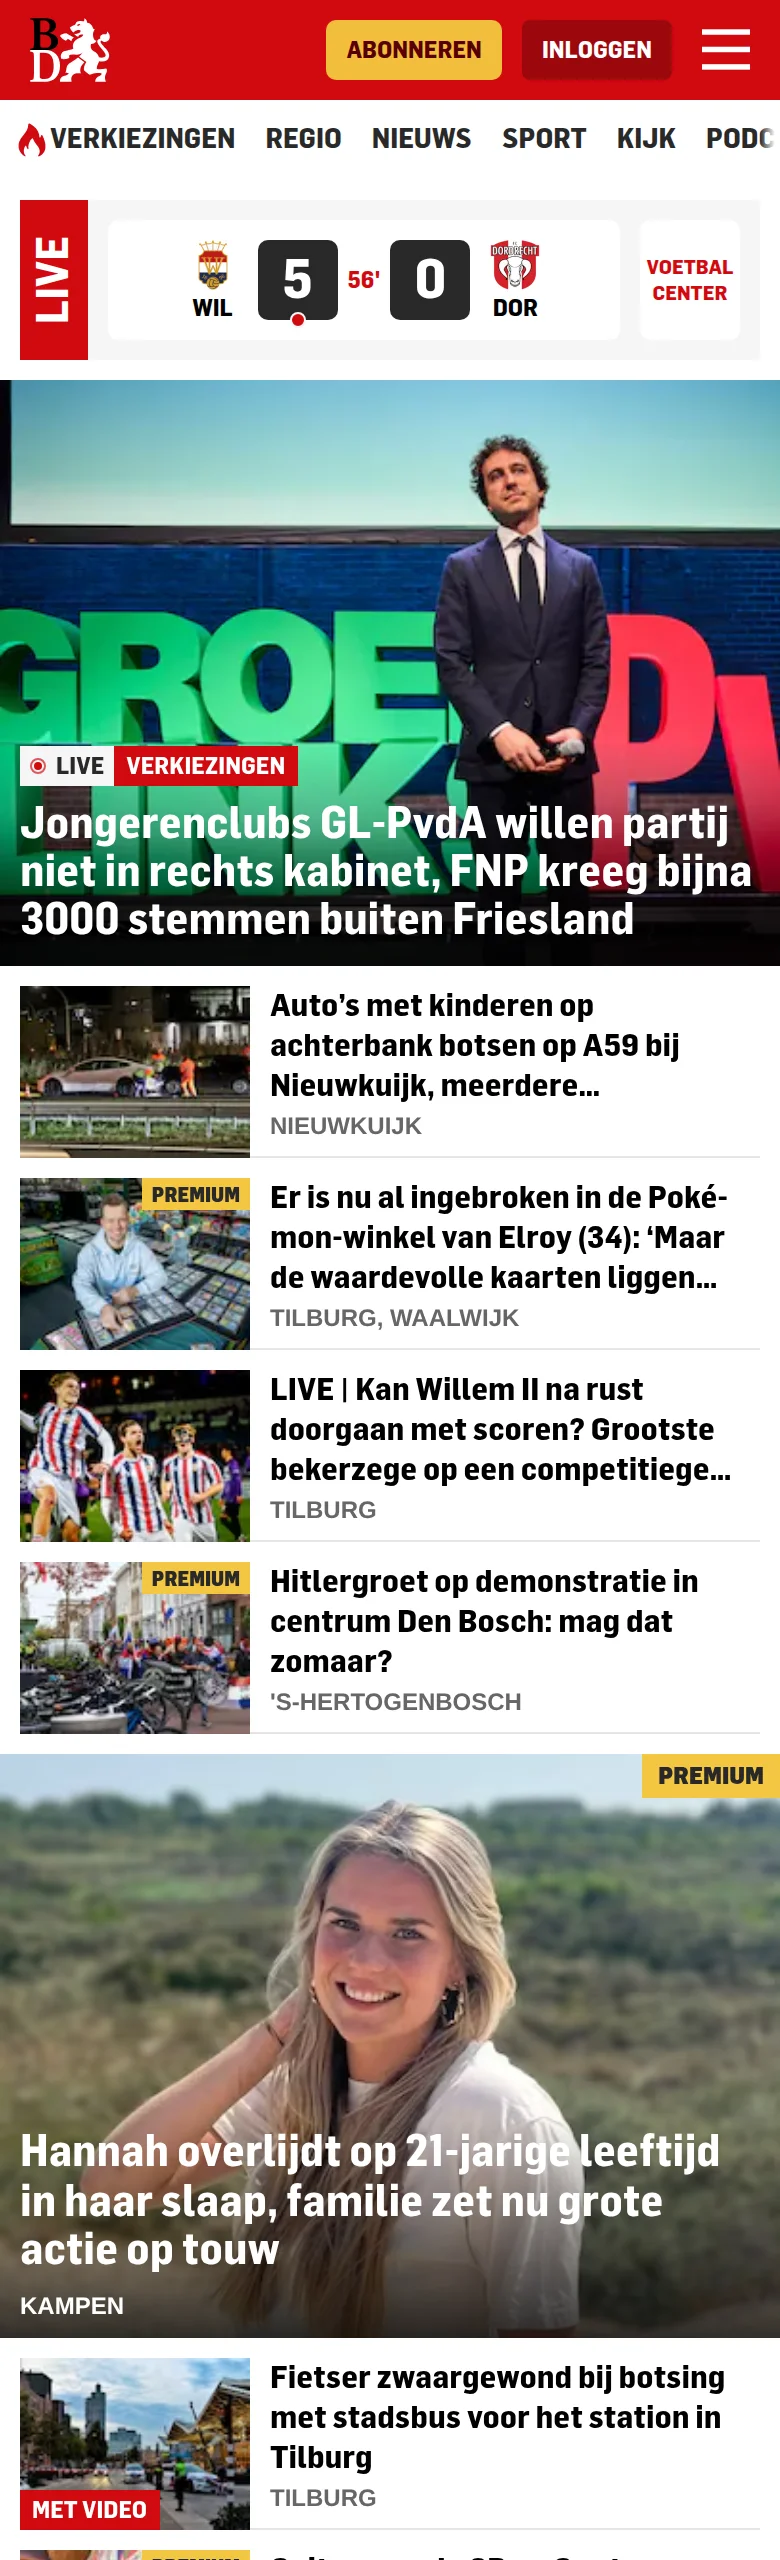 B
D
ABONNEREN
INLOGGEN
VERKIEZINGEN REGIO NIEUWS SPORT KIJK PODC
LIVE
WIL
5
56'
0
DORDRECHT
DOR
VOETBAL
CENTER
GROE
P
LIVE VERKIEZINGEN
Jongerenclubs GL-PvdA willen partij
niet in rechts kabinet, FNP kreeg bijna
3000 stemmen buiten Friesland
Auto’s met kinderen op
achterbank botsen op A59 bij
Nieuwkuijk, meerdere...
NIEUWKUIJK
PREMIUM
Er is nu al ingebroken in de Poké-
mon-winkel van Elroy (34): ‘Maar
de waardevolle kaarten liggen...
TILBURG, WAALWIJK
LIVE | Kan Willem II na rust
doorgaan met scoren? Grootste
bekerzege op een competitiege...
TILBURG
PREMIUM
Hitlergroet op demonstratie in
centrum Den Bosch: mag dat
zomaar?
'S-HERTOGENBOSCH
PREMIUM
Hannah overlijdt op 21-jarige leeftijd
in haar slaap, familie zet nu grote
actie op touw
KAMPEN
Fietser zwaargewond bij botsing
met stadsbus voor het station in
Tilburg
TILBURG
MET VIDEO